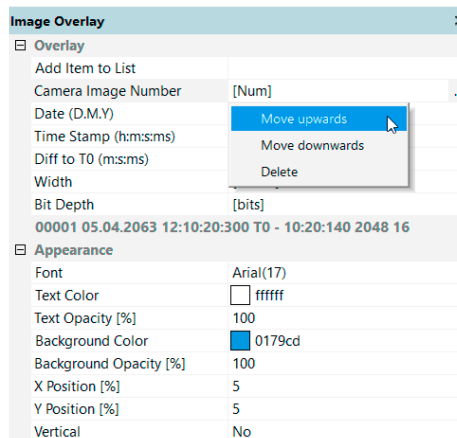 Image Overlay
Overlay
Add Item to List
Camera Image Number [Num]
Date (D.M.Y) Move upwards
Time Stamp (h:m:s:ms)
Diff to T0 (m:s:ms) Move downwards
Width Delete
Bit Depth [bits]
00001 05.04.2063 12:10:20:300 T0 - 10:20:140 2048 16
Appearance
Font Arial(17)
Text Color ffffff
Text Opacity [%] 100
Background Color 0179cd
Background Opacity [%] 100
X Position [%] 5
Y Position [%] 5
Vertical No